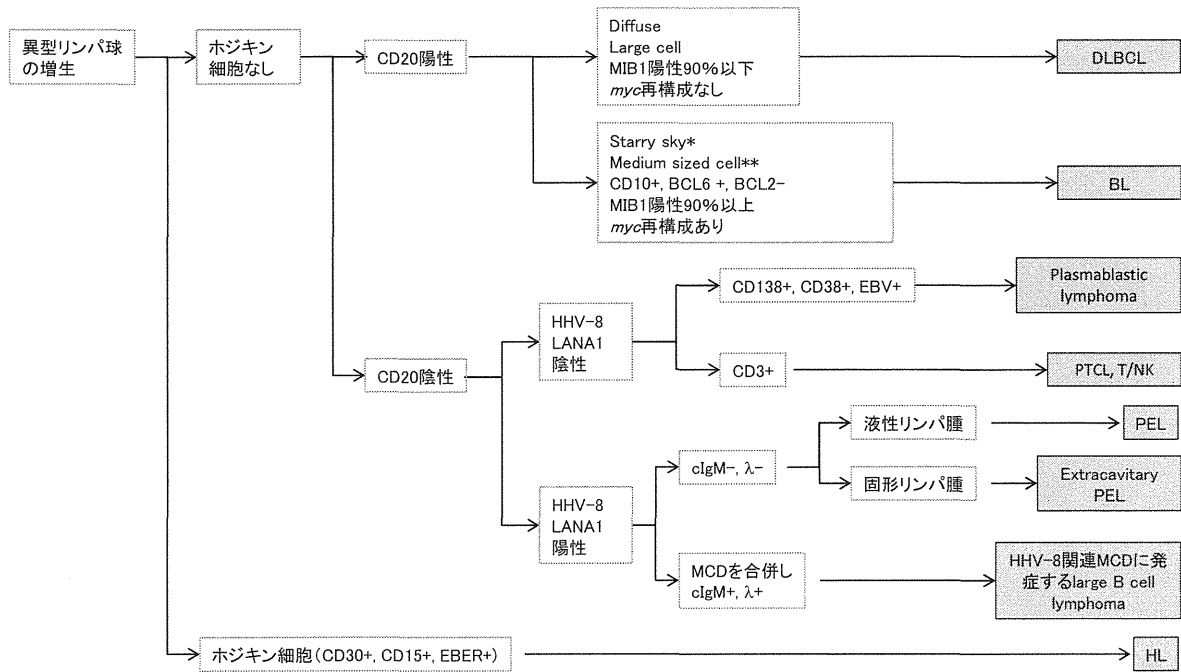 異型リンパ球
の増生
ホジキン
細胞なし
CD20陽性
Diffuse
Large cell
MIB1陽性90%以下
myc再構成なし
DLBCL
Starry sky*
Medium sized cell**
CD10+, BCL6 +, BCL2-
MIB1陽性90%以上
myc再構成あり
BL
CD20陰性
HHV-8
LANA1
陰性
CD138+, CD38+, EBV+
Plasmablastic
lymphoma
CD3+
PTCL, T/NK
HHV-8
LANA1
陽性
cIgM-, λ-
液性リンパ腫
PEL
固形リンパ腫
Extracavitary
PEL
MCDを合併し
cIgM+, λ+
HHV-8関連MCDに発
症するlarge B cell
lymphoma
ホジキン細胞(CD30+, CD15+, EBER+)
HL